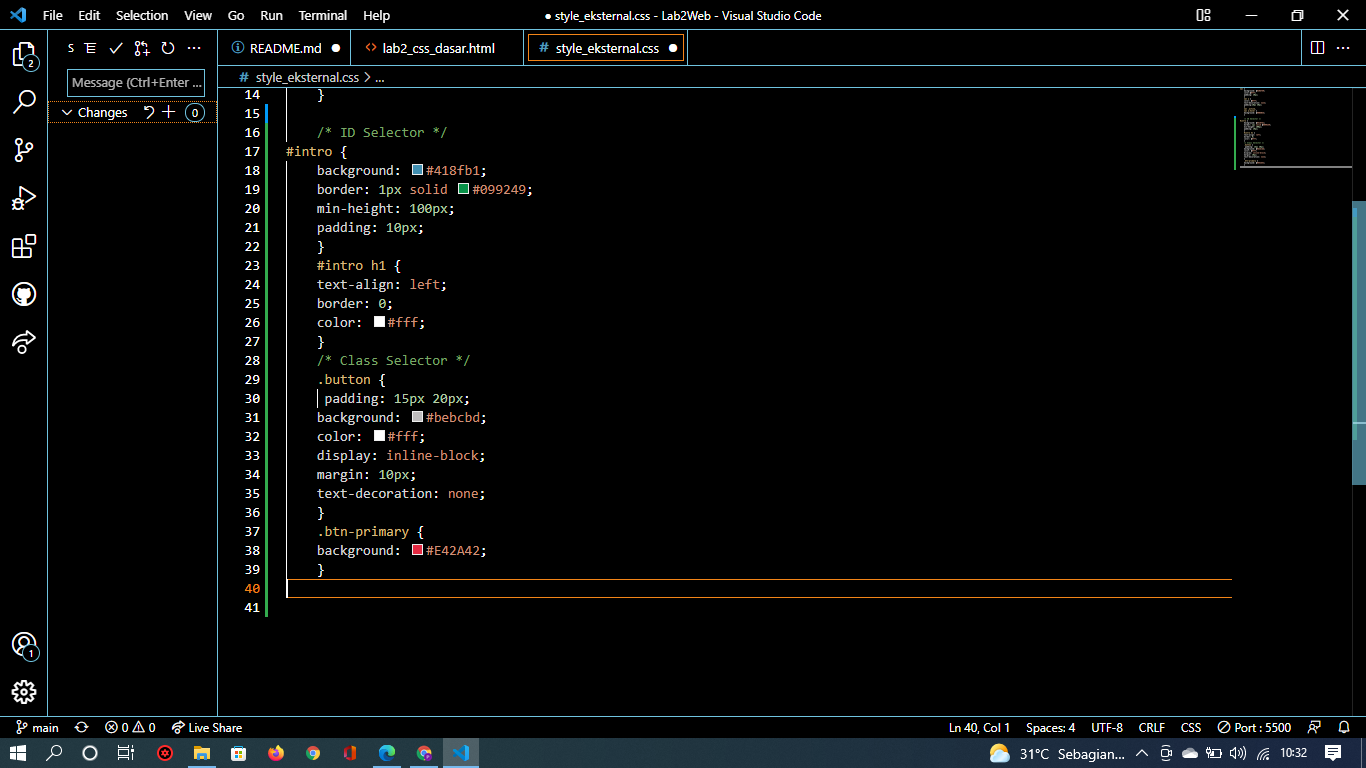 File Edit Selection View Go Run Terminal Help
● style_eksternal.css - Lab2Web - Visual Studio Code
2
S
README.md ●
<> lab2_css_dasar.html
# style_eksternal.css ●
Message (Ctrl+Enter ...
# style_eksternal.css > ...
Changes 0
14 }
15
16 /* ID Selector */
17 #intro {
18 background: #418fb1;
19 border: 1px solid #099249;
20 min-height: 100px;
21 padding: 10px;
22 }
23 #intro h1 {
24 text-align: left;
25 border: 0;
26 color: #fff;
27 }
28 /* Class Selector */
29 .button {
30 padding: 15px 20px;
31 background: #bebcbd;
32 color: #fff;
33 display: inline-block;
34 margin: 10px;
35 text-decoration: none;
36 }
37 .btn-primary {
38 background: #E42A42;
39 }
40
41
1
main 0 0 Live Share
Ln 40, Col 1 Spaces: 4 UTF-8 CRLF CSS Port : 5500
31°C Sebagian... 10:32